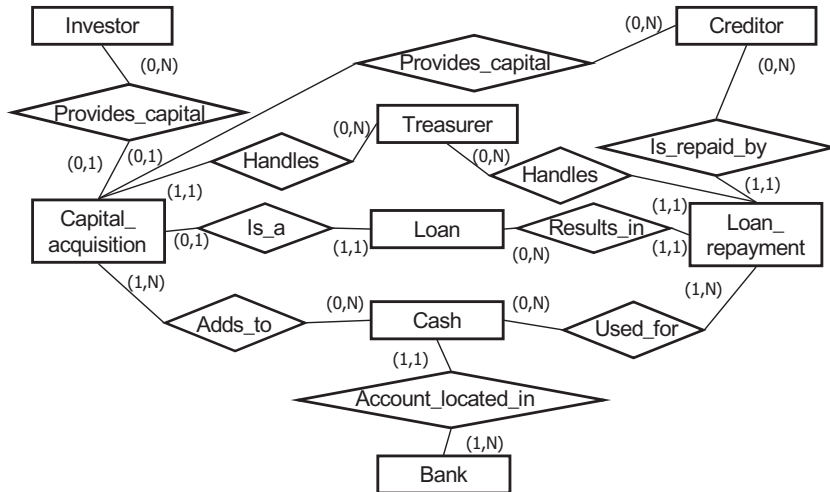 Investor
(0,N)
Creditor
(0,N)
Provides_capital
(0,N)
Provides_capital
(0,N)
Treasurer
(0,1)
(0,1)
Handles
(0,N)
Handles
Is_repaid_by
(1,1)
(1,1)
Capital_
acquisition
(0,1)
Is_a
(1,1)
Loan
(0,N)
Results_in
(1,1)
(1,1)
Loan_
repayment
(1,N)
Adds_to
(0,N)
Cash
(0,N)
Used_for
(1,N)
(1,1)
Account_located_in
(1,N)
Bank